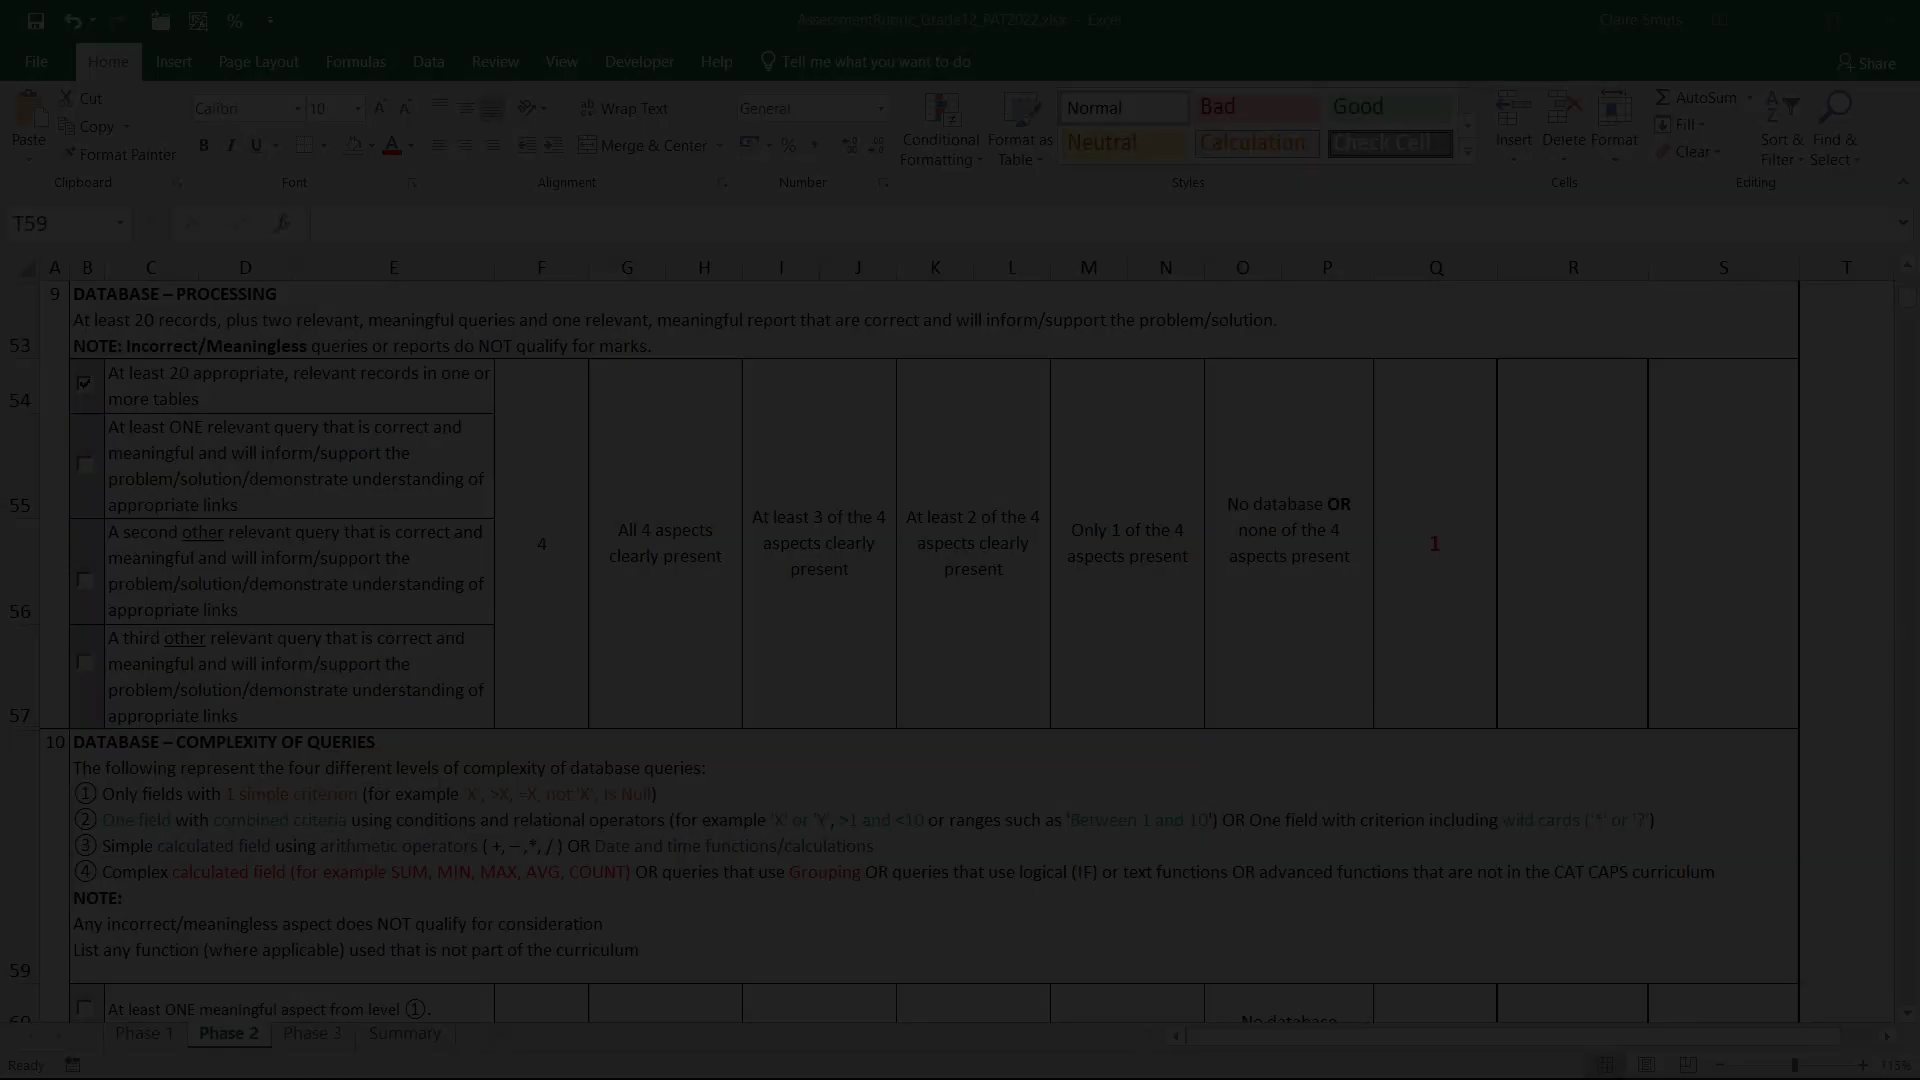 AssessmentRubric_Grade12_PAT2022.xlsx - Excel
Claire Smuts
File Home Insert Page Layout Formulas Data Review View Developer Help Tell me what you want to do Share
Paste
Cut
Copy
Format Painter
Clipboard
Calibri 10
B I U
Font
Wrap Text
Merge & Center
Alignment
General
Number
Conditional Formatting
Format as Table
Normal Bad Good
Neutral Calculation Check Cell
Styles
Insert Delete Format
Cells
AutoSum
Fill
Clear
Sort & Filter
Find & Select
Editing
T59
A B C D E F G H I J K L M N O P Q R S T
9 DATABASE – PROCESSING
At least 20 records, plus two relevant, meaningful queries and one relevant, meaningful report that are correct and will inform/support the problem/solution.
53 NOTE: Incorrect/Meaningless queries or reports do NOT qualify for marks.
At least 20 appropriate, relevant records in one or
54 more tables
At least ONE relevant query that is correct and
meaningful and will inform/support the
problem/solution/demonstrate understanding of
55 appropriate links
A second other relevant query that is correct and
meaningful and will inform/support the
problem/solution/demonstrate understanding of
56 appropriate links
A third other relevant query that is correct and
meaningful and will inform/support the
problem/solution/demonstrate understanding of
57 appropriate links
4
All 4 aspects
clearly present
At least 3 of the 4
aspects clearly
present
At least 2 of the 4
aspects clearly
present
Only 1 of the 4
aspects present
No database OR
none of the 4
aspects present
1
10 DATABASE – COMPLEXITY OF QUERIES
The following represent the four different levels of complexity of database queries:
① Only fields with 1 simple criterion (for example 'X', >X, =X, not 'X', Is Null)
② One field with combined criteria using conditions and relational operators (for example 'X' or 'Y', >1 and <10 or ranges such as 'Between 1 and 10') OR One field with criterion including wild cards ('*' or '?')
③ Simple calculated field using arithmetic operators ( +, – ,*, / ) OR Date and time functions/calculations
④ Complex calculated field (for example SUM, MIN, MAX, AVG, COUNT) OR queries that use Grouping OR queries that use logical (IF) or text functions OR advanced functions that are not in the CAT CAPS curriculum
NOTE:
Any incorrect/meaningless aspect does NOT qualify for consideration
List any function (where applicable) used that is not part of the curriculum
59
60 At least ONE meaningful aspect from level ①.
No database
Phase 1 Phase 2 Phase 3 Summary
Ready
115%